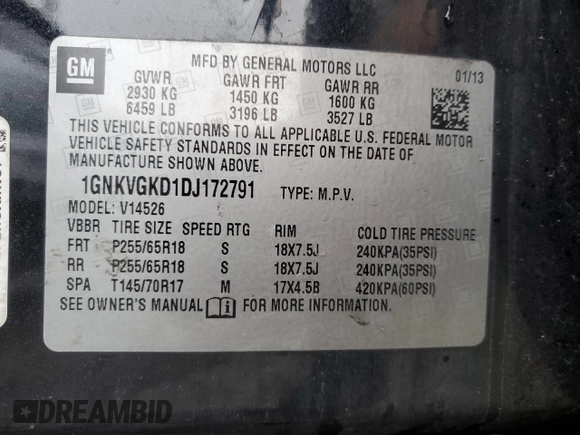 GM
MFD BY GENERAL MOTORS LLC
01/13
GVWR GAWR FRT GAWR RR
2930 KG 1450 KG 1600 KG
6459 LB 3196 LB 3527 LB
THIS VEHICLE CONFORMS TO ALL APPLICABLE U.S. FEDERAL MOTOR
VEHICLE SAFETY STANDARDS IN EFFECT ON THE DATE OF
MANUFACTURE SHOWN ABOVE.
1GNKVGKD1DJ172791 TYPE: M.P.V.
MODEL: V14526
VBBR TIRE SIZE SPEED RTG RIM COLD TIRE PRESSURE
FRT P255/65R18 S 18X7.5J 240KPA(35PSI)
RR P255/65R18 S 18X7.5J 240KPA(35PSI)
SPA T145/70R17 M 17X4.5B 420KPA(60PSI)
SEE OWNER'S MANUAL i FOR MORE INFORMATION.
DREAMBID